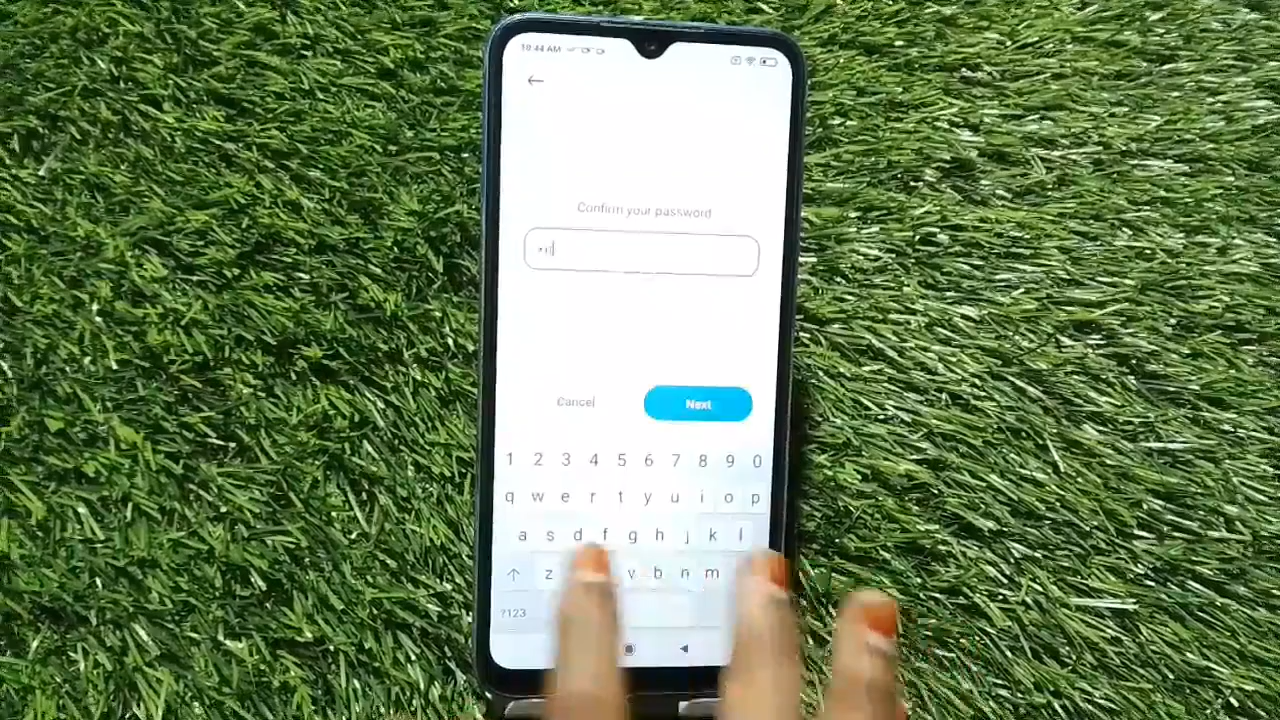 10:44 AM
Confirm your password
Cancel
Next
1 2 3 4 5 6 7 8 9 0
q w e r t y u i o p
a s d f g h j k l
z v b n m
?123